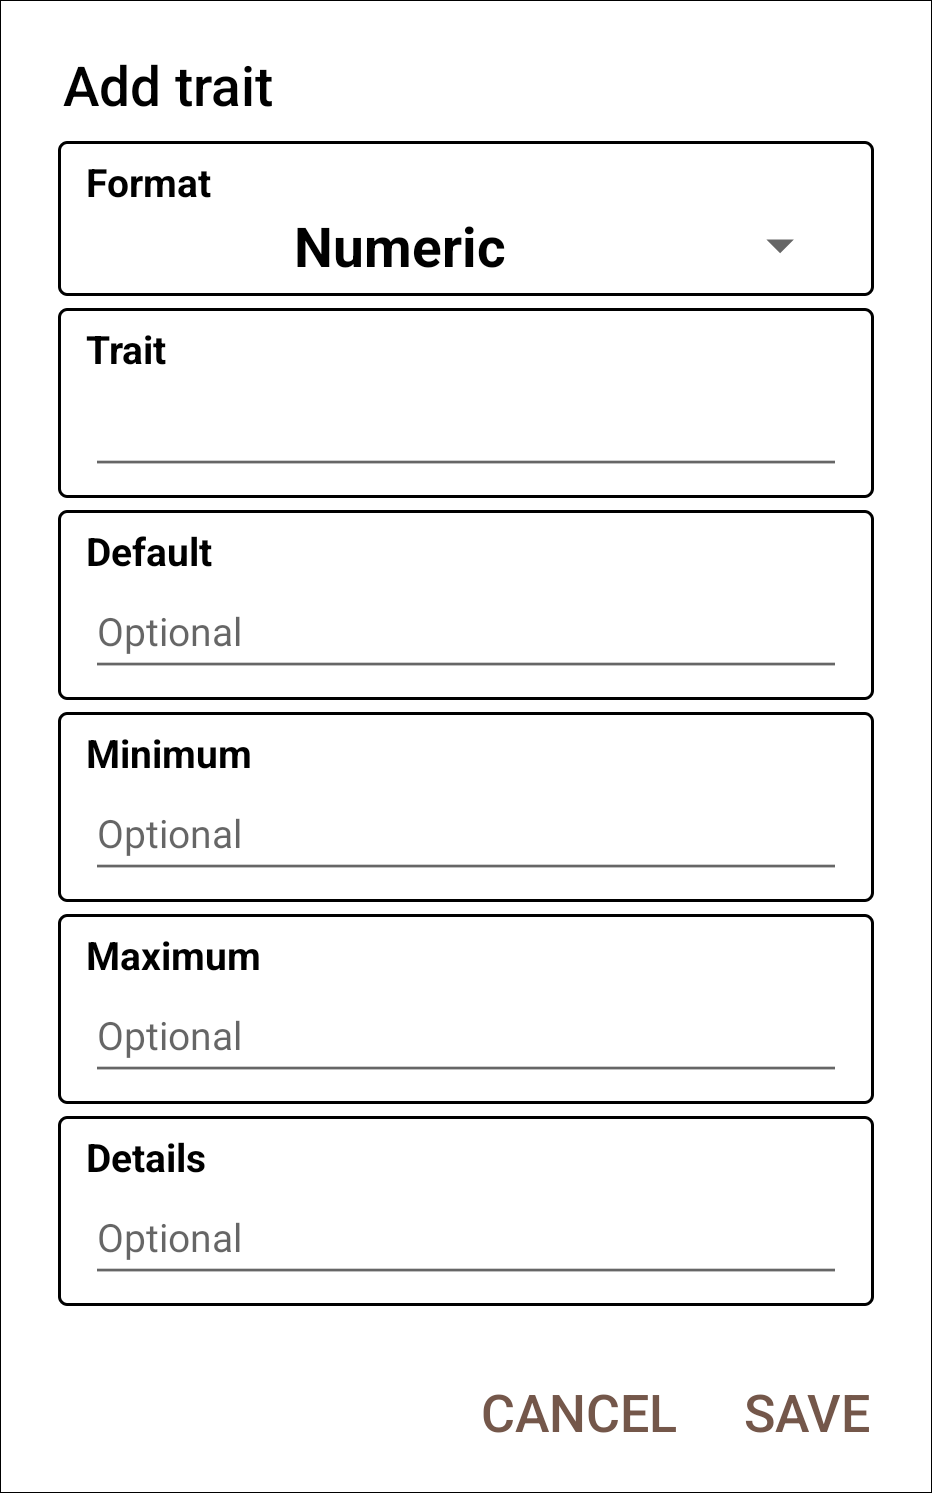 Add trait
Format
Numeric
Trait
Default
Optional
Minimum
Optional
Maximum
Optional
Details
Optional
CANCEL SAVE